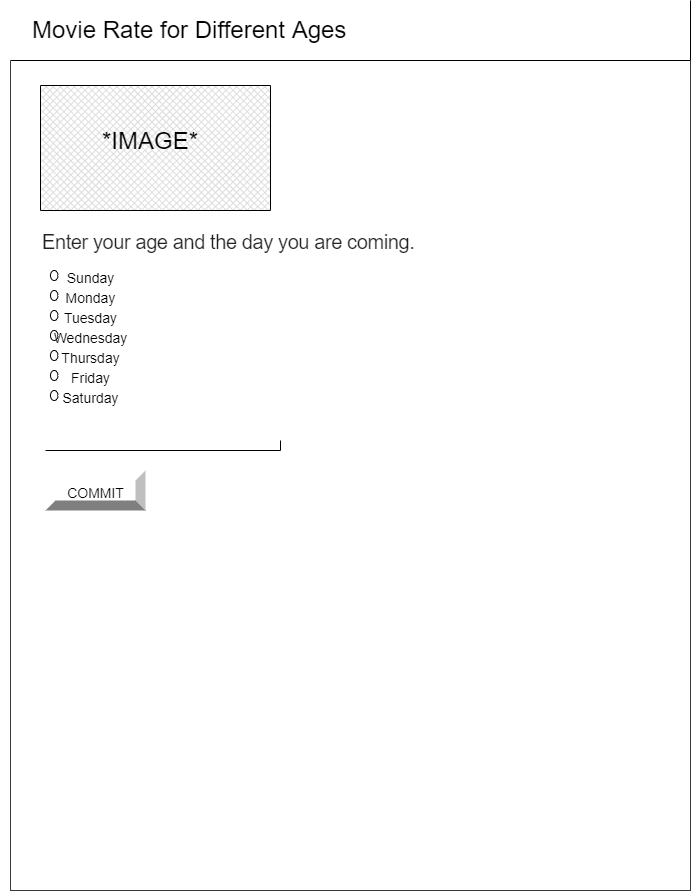 Movie Rate for Different Ages
*IMAGE*
Enter your age and the day you are coming.
Sunday
Monday
Tuesday
Wednesday
Thursday
Friday
Saturday
COMMIT